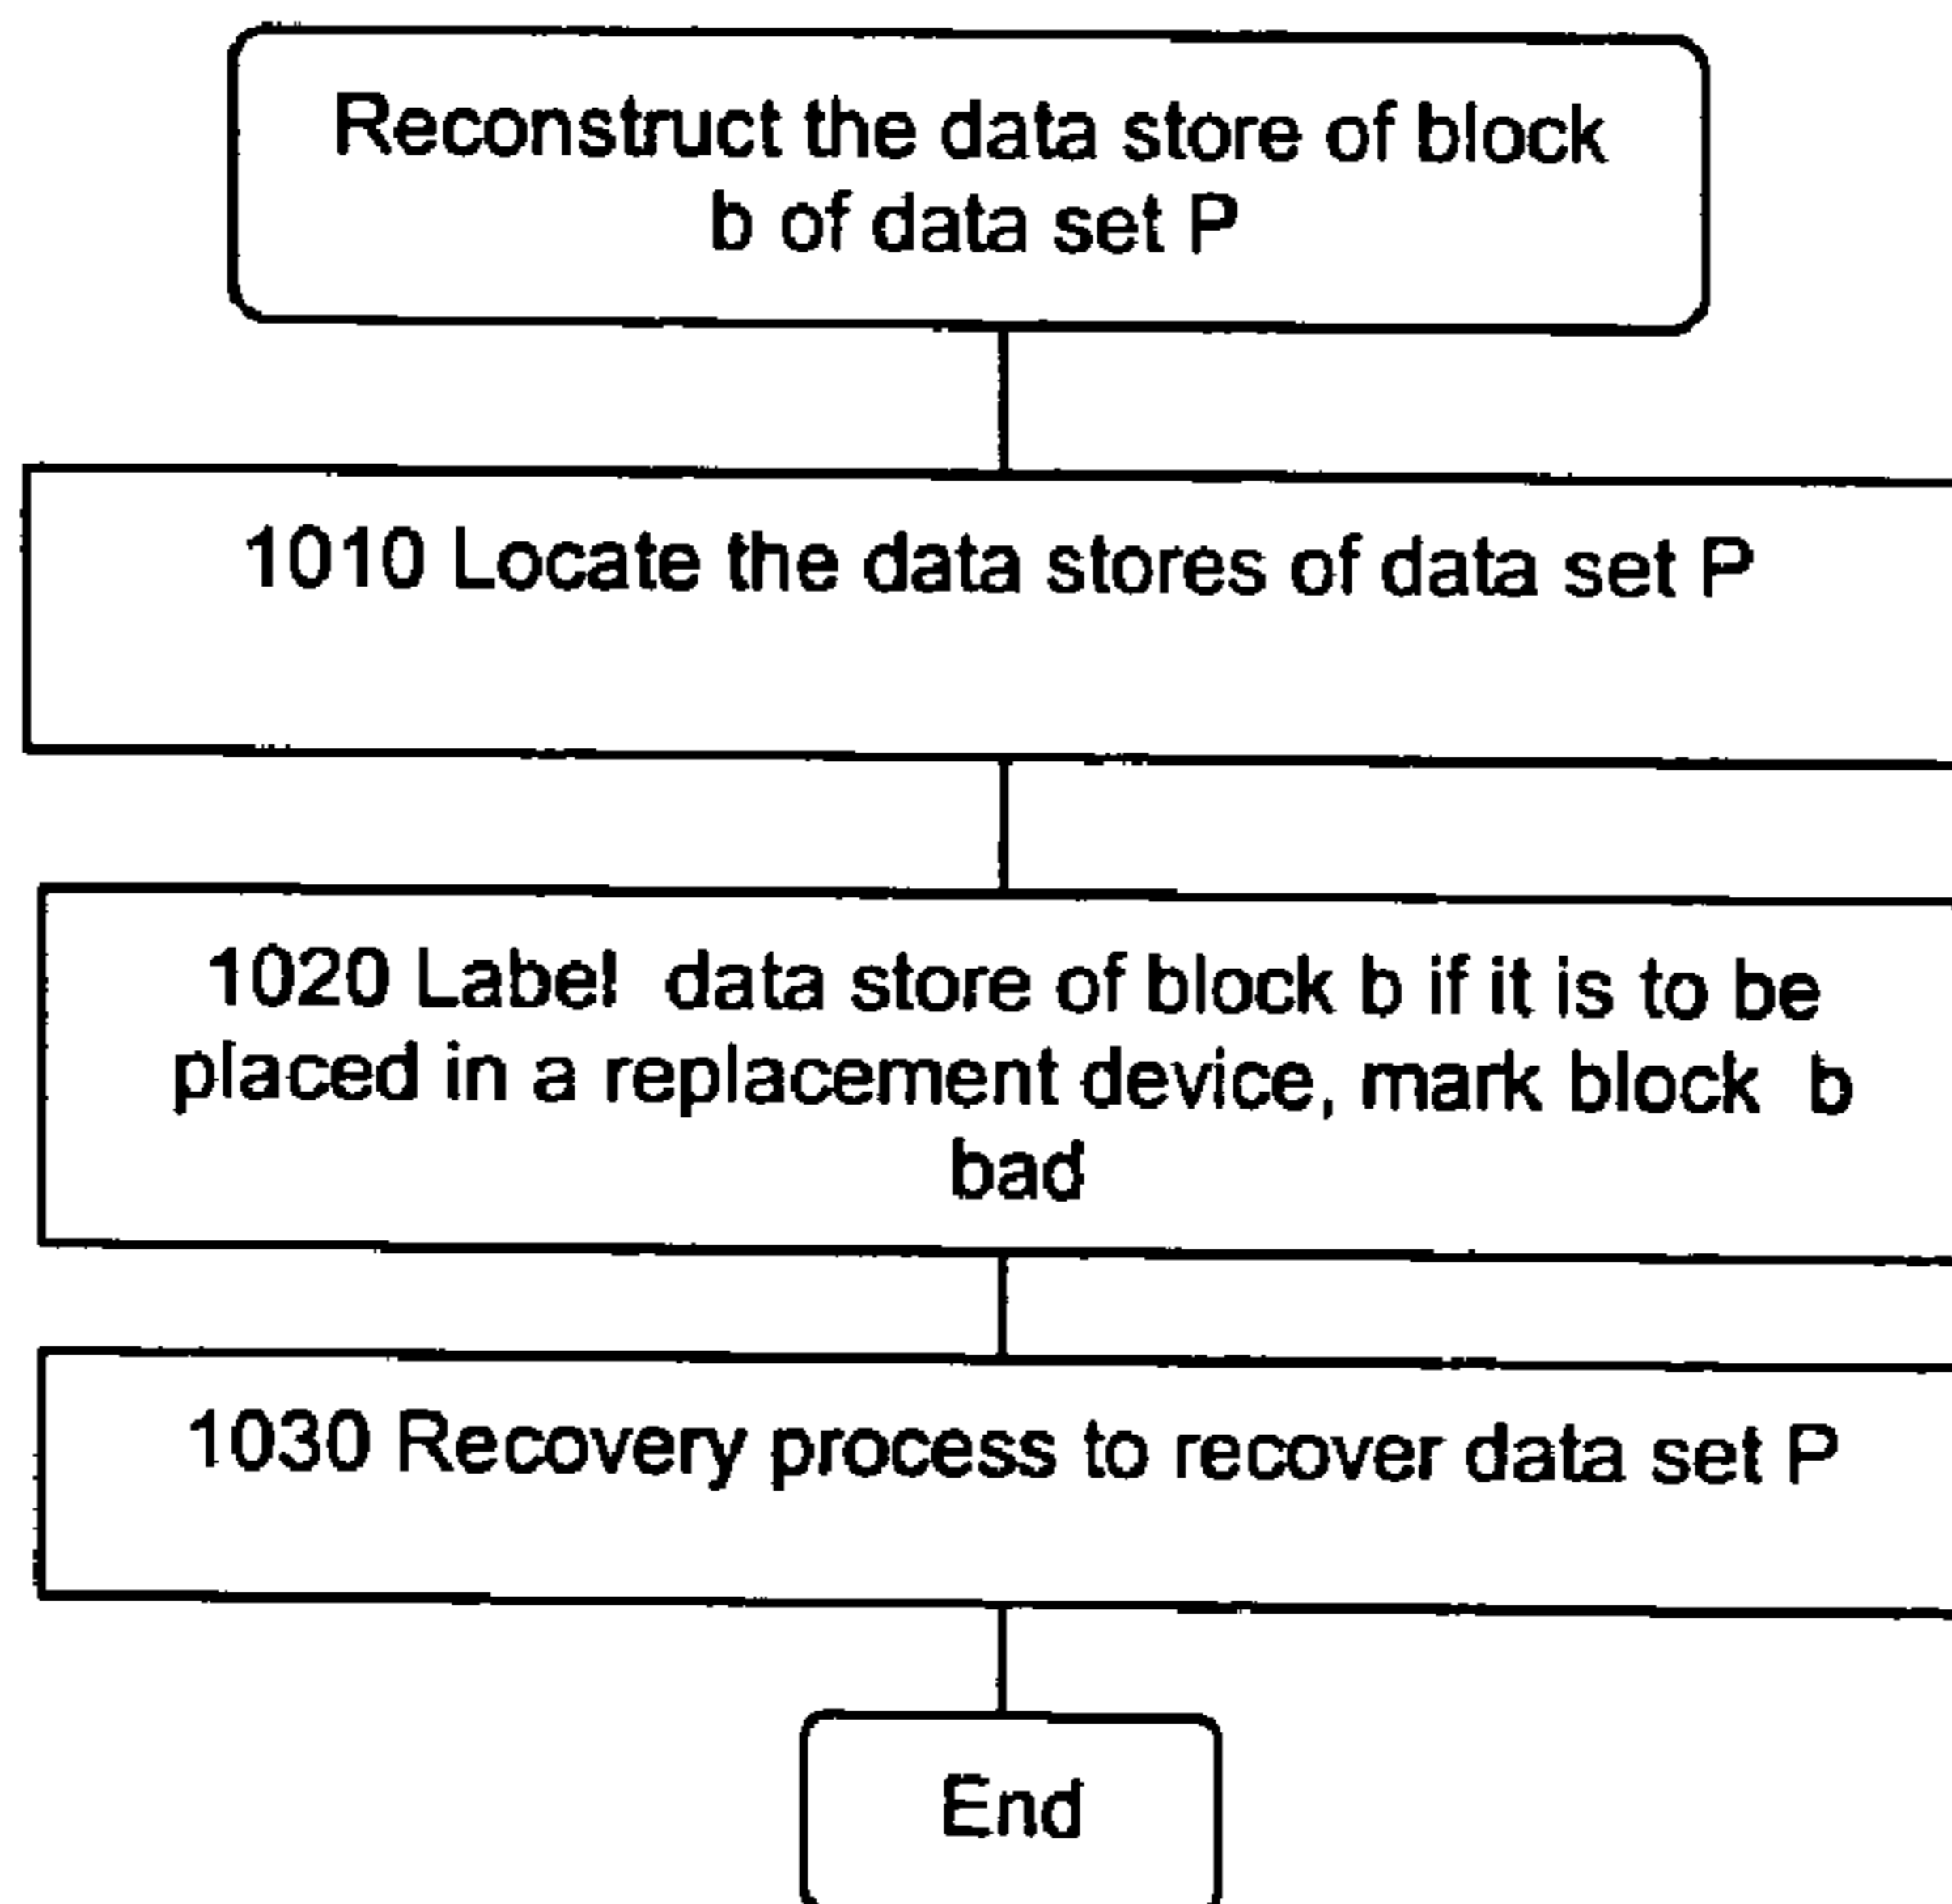 Reconstruct the data store of block
b of data set P
1010 Locate the data stores of data set P
1020 Label data store of block b if it is to be
placed in a replacement device, mark block b
bad
1030 Recovery process to recover data set P
End